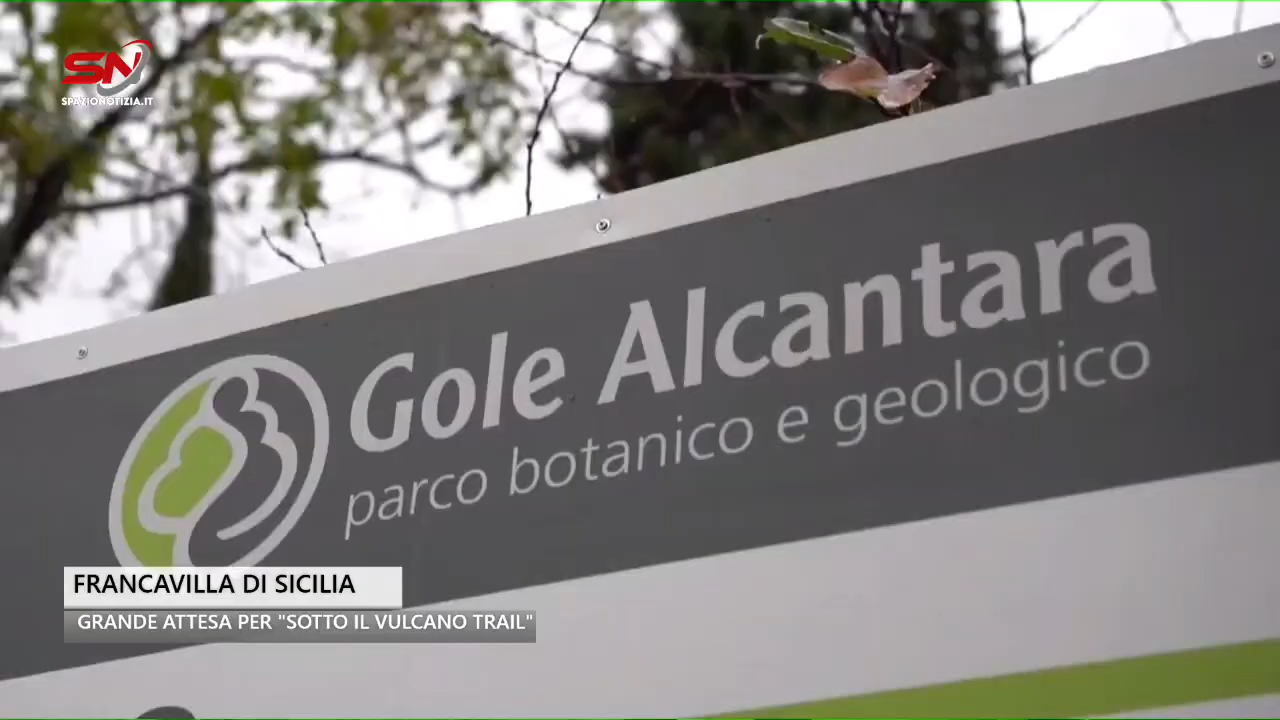 SN
SPAZIONOTIZIA.IT
Gole Alcantara
parco botanico e geologico
FRANCAVILLA DI SICILIA
GRANDE ATTESA PER "SOTTO IL VULCANO TRAIL"